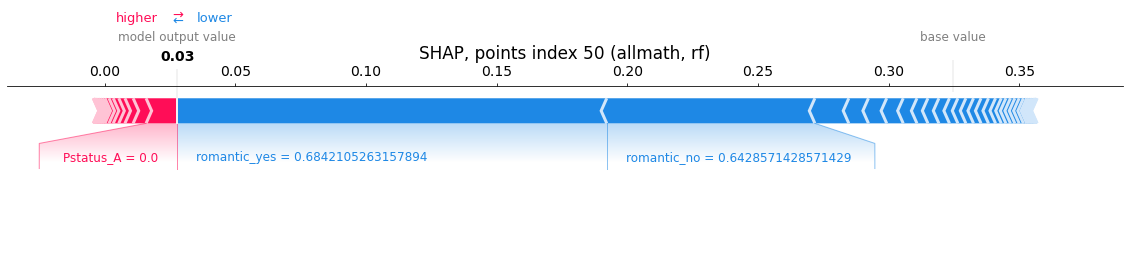 higher ⇄ lower
model output value
base value
0.03
SHAP, points index 50 (allmath, rf)
0.00 0.05 0.10 0.15 0.20 0.25 0.30 0.35
Pstatus_A = 0.0
romantic_yes = 0.6842105263157894
romantic_no = 0.6428571428571429